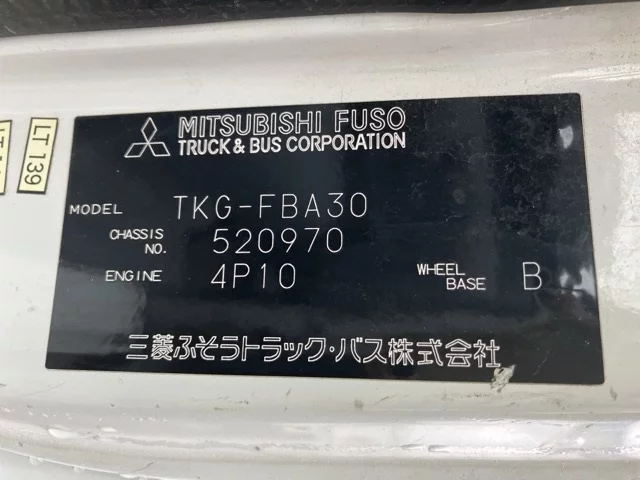 MITSUBISHI FUSO
TRUCK & BUS CORPORATION
MODEL TKG-FBA30
CHASSIS NO. 520970
ENGINE 4P10 WHEEL BASE B
三菱ふそうトラック・バス株式会社
LT 139